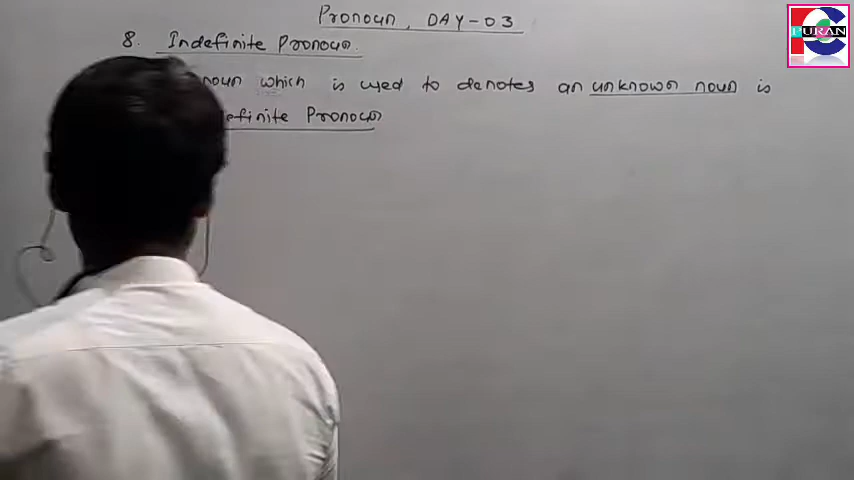 Pronoun, DAY-03
8. Indefinite Pronoun.
noun which is used to denotes an unknown noun is
efinite Pronoun
PURAN